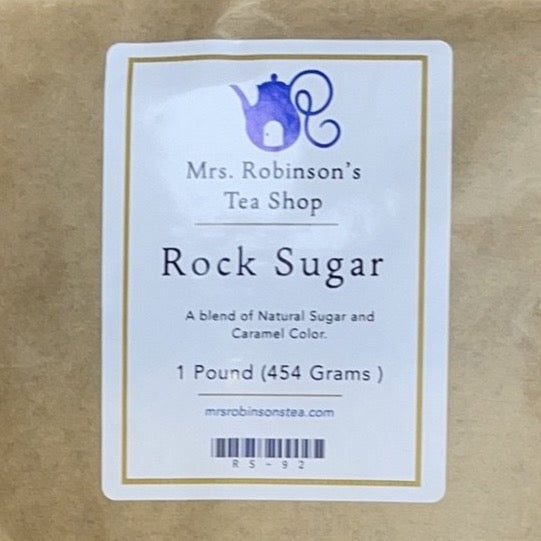 Mrs. Robinson's
Tea Shop
Rock Sugar
A blend of Natural Sugar and
Caramel Color.
1 Pound (454 Grams )
mrsrobinsonstea.com
RS-92